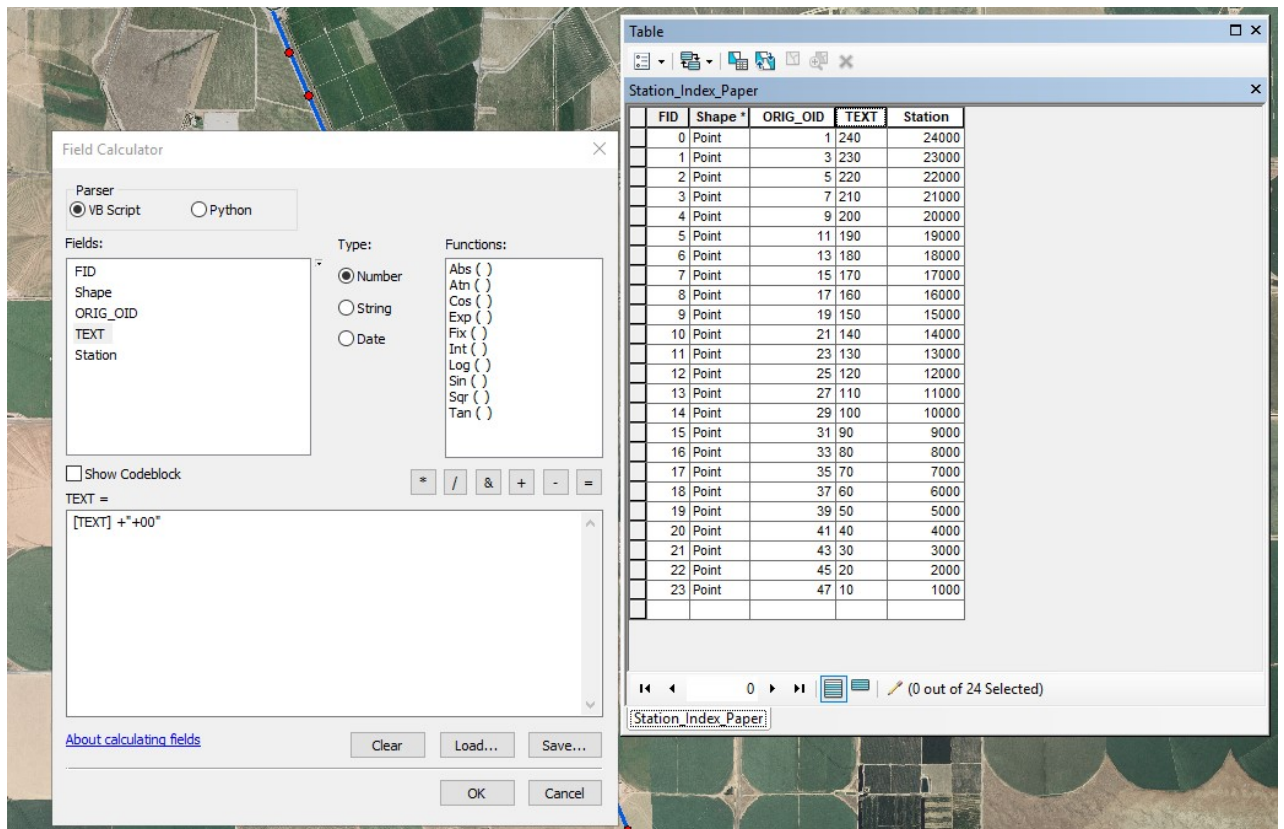 Field Calculator
Parser
VB Script Python
Fields:
FID
Shape
ORIG_OID
TEXT
Station
Type:
Number
String
Date
Functions:
Abs ( )
Atn ( )
Cos ( )
Exp ( )
Fix ( )
Int ( )
Log ( )
Sin ( )
Sqr ( )
Tan ( )
Show Codeblock
* / & + - =
TEXT =
[TEXT] +"+00"
About calculating fields
Clear Load... Save...
OK Cancel
Table
Station_Index_Paper
FID Shape * ORIG_OID TEXT Station
0 Point 1 240 24000
1 Point 3 230 23000
2 Point 5 220 22000
3 Point 7 210 21000
4 Point 9 200 20000
5 Point 11 190 19000
6 Point 13 180 18000
7 Point 15 170 17000
8 Point 17 160 16000
9 Point 19 150 15000
10 Point 21 140 14000
11 Point 23 130 13000
12 Point 25 120 12000
13 Point 27 110 11000
14 Point 29 100 10000
15 Point 31 90 9000
16 Point 33 80 8000
17 Point 35 70 7000
18 Point 37 60 6000
19 Point 39 50 5000
20 Point 41 40 4000
21 Point 43 30 3000
22 Point 45 20 2000
23 Point 47 10 1000
0 (0 out of 24 Selected)
Station_Index_Paper